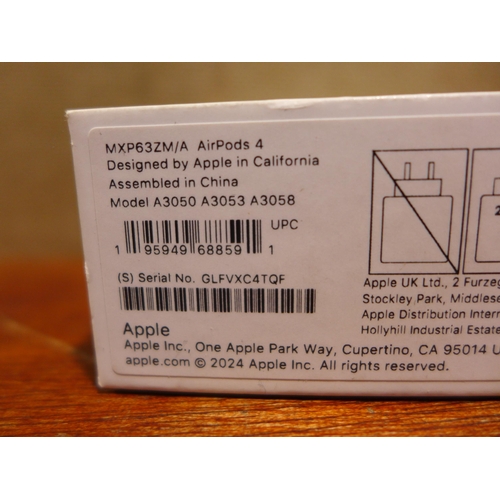 MXP63ZM/A AirPods 4
Designed by Apple in California
Assembled in China
Model A3050 A3053 A3058
UPC
1 95949 68859 1
(S) Serial No. GLFVXC4TQF
Apple
Apple Inc., One Apple Park Way, Cupertino, CA 95014 U
apple.com © 2024 Apple Inc. All rights reserved.
2
Apple UK Ltd., 2 Furzeg
Stockley Park, Middlese
Apple Distribution Intern
Hollyhill Industrial Estate